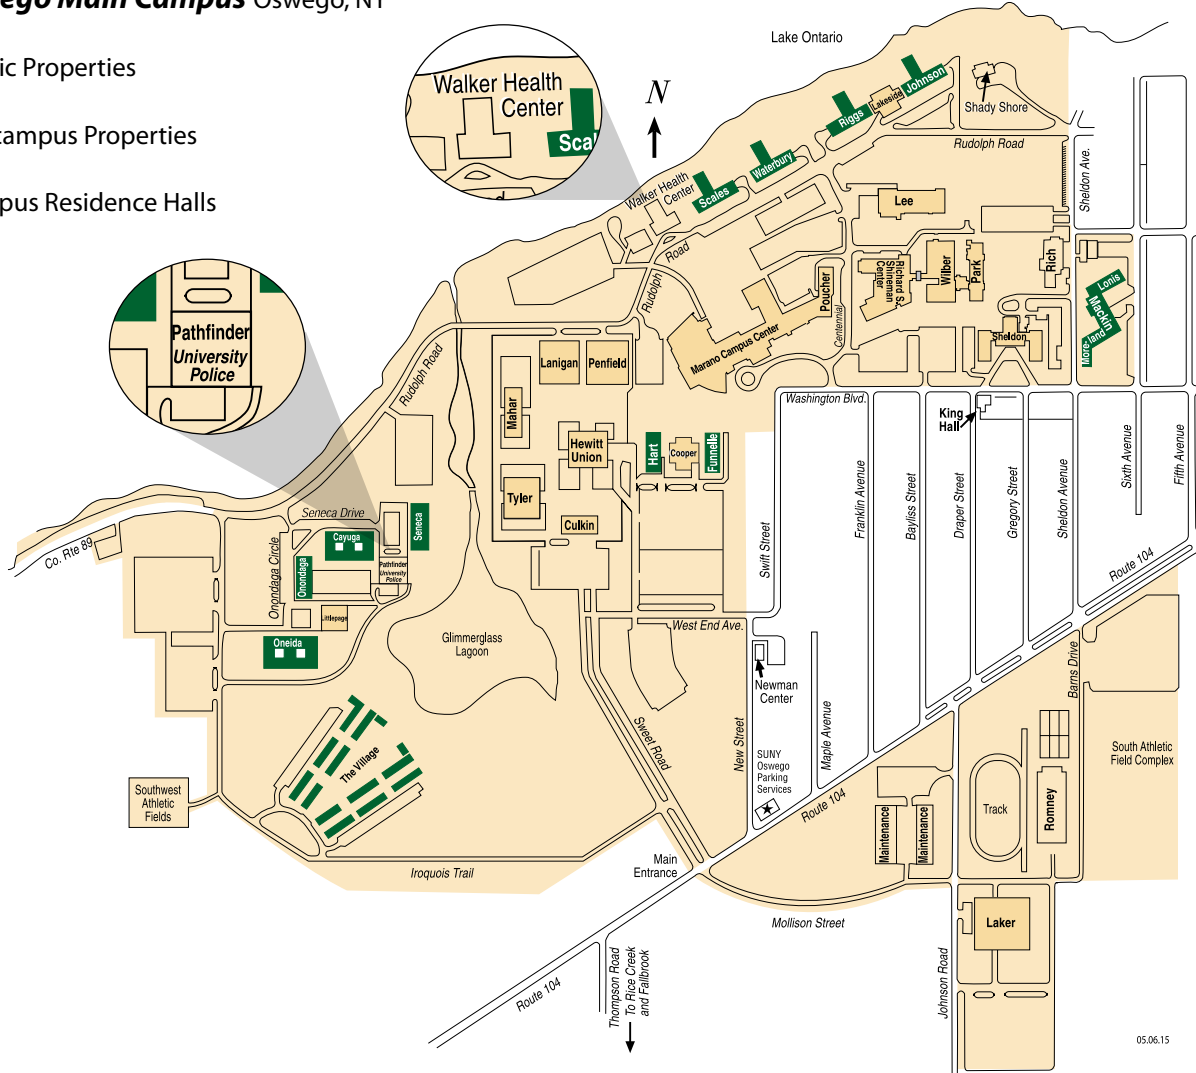 ego Main Campus Oswego, NY
ic Properties
ampus Properties
pus Residence Halls
Walker Health
Center
Scal
N
Lake Ontario
Johnson
Lakeside
Riggs
Shady Shore
Rudolph Road
Waterbury
Scales
Walker Health
Center
Sheldon Ave.
Lee
Rudolph
Road
Pathfinder
University
Police
Poucher
Richard S.
Shineman
Center
Wilber
Park
Rich
Lonis
Mackin
More-
land
Centennial
Sheldon
Marano Campus Center
Rudolph Road
Lanigan
Penfield
Mahar
Washington Blvd.
King
Hall
Hewitt
Union
Hart
Cooper
Funnelle
Tyler
Culkin
Swift Street
Franklin Avenue
Bayliss Street
Draper Street
Gregory Street
Sheldon Avenue
Sixth Avenue
Fifth Avenue
Seneca Drive
Seneca
Cayuga
Co. Rte 89
Onondaga Circle
Onondaga
Pathfinder
University
Police
Littlepage
Oneida
Route 104
West End Ave.
Glimmerglass
Lagoon
Newman
Center
Barns Drive
Sweet Road
New Street
Maple Avenue
SUNY
Oswego
Parking
Services
The Village
South Athletic
Field Complex
Southwest
Athletic
Fields
Route 104
Track
Romney
Maintenance
Maintenance
Main
Entrance
Iroquois Trail
Mollison Street
Laker
Johnson Road
Route 104
Thompson Road
To Rice Creek
and Fallbrook
05.06.15